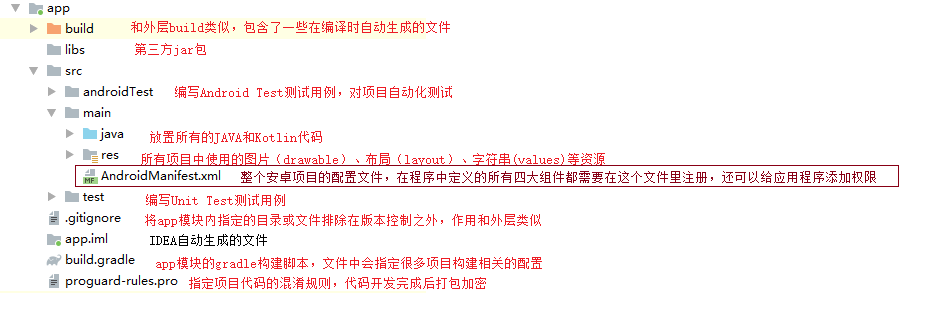 app
build 和外层build类似，包含了一些在编译时自动生成的文件
libs 第三方jar包
src
androidTest 编写Android Test测试用例，对项目自动化测试
main
java 放置所有的JAVA和Kotlin代码
res 所有项目中使用的图片（drawable）、布局（layout）、字符串(values)等资源
MF AndroidManifest.xml 整个安卓项目的配置文件，在程序中定义的所有四大组件都需要在这个文件里注册，还可以给应用程序添加权限
test 编写Unit Test测试用例
.gitignore 将app模块内指定的目录或文件排除在版本控制之外，作用和外层类似
app.iml IDEA自动生成的文件
build.gradle app模块的gradle构建脚本，文件中会指定很多项目构建相关的配置
proguard-rules.pro 指定项目代码的混淆规则，代码开发完成后打包加密